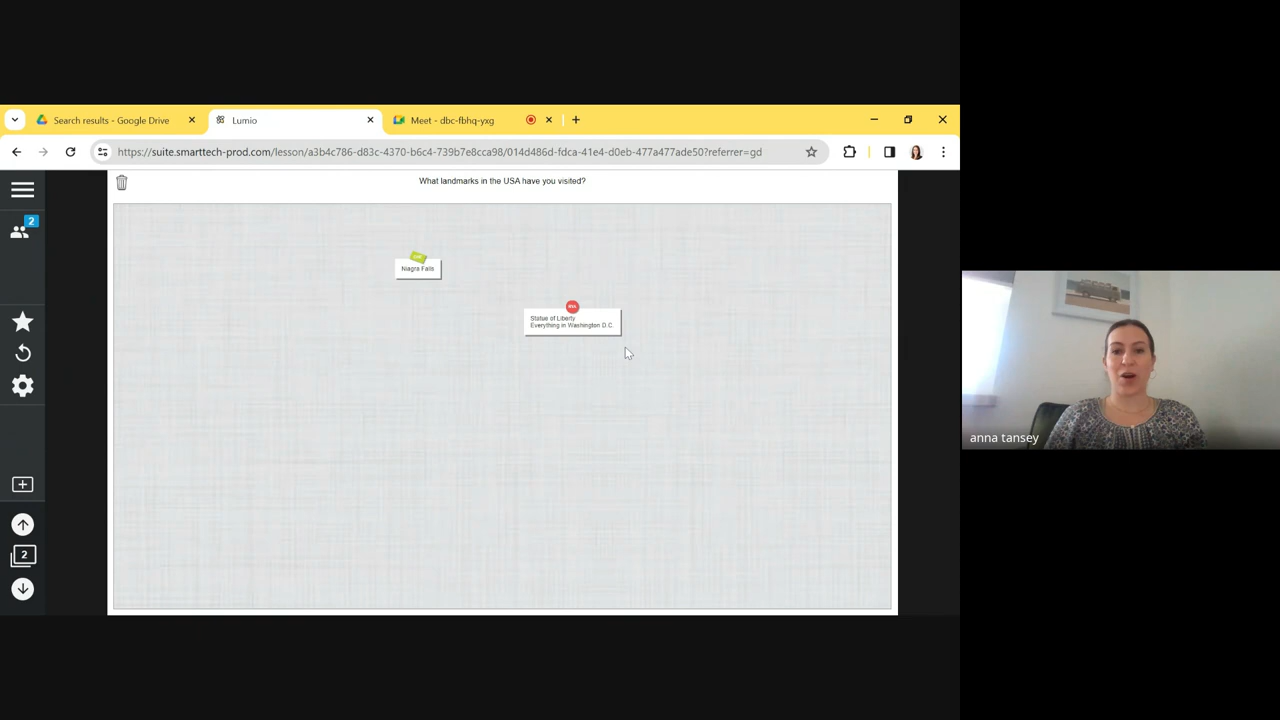 Search results - Google Drive
Lumio
Meet - dbc-fbhq-yxg
https://suite.smarttech-prod.com/lesson/a3b4c786-d83c-4370-b6c4-739b7e8cca98/014d486d-fdca-41e4-d0eb-477a477ade50?referrer=gd
What landmarks in the USA have you visited?
2
Niagra Falls
Statue of Liberty
Everything in Washington D.C.
anna tansey
2